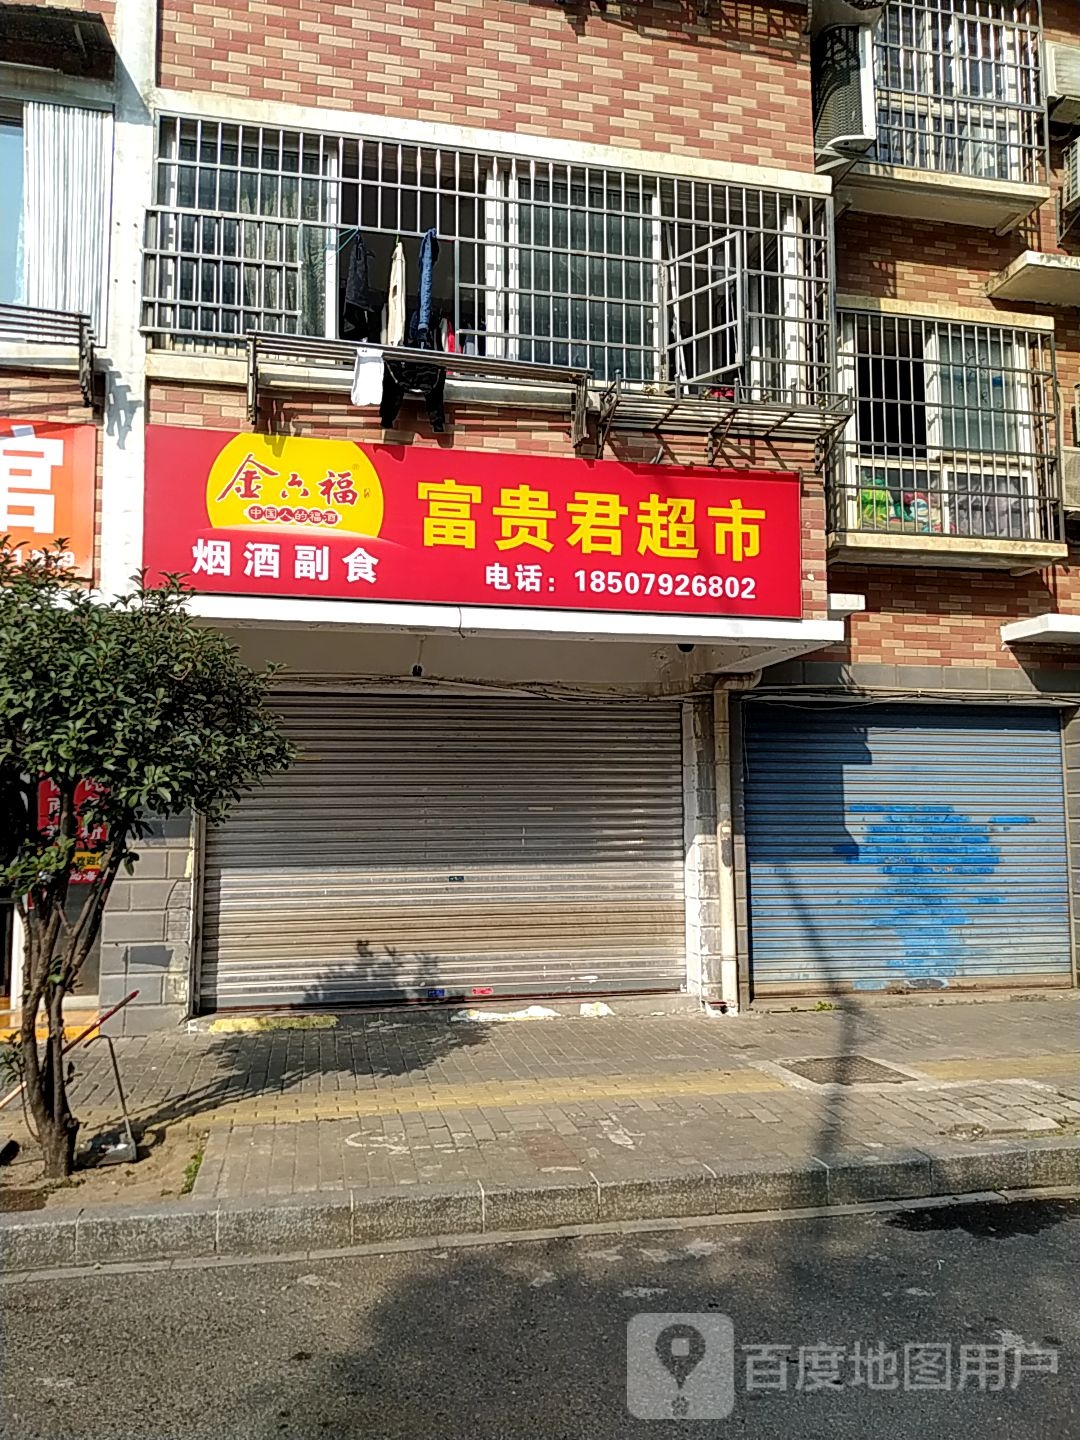 金六福®
中国人的福酒
烟酒副食
富贵君超市
电话：18507926802
官
百度地图用户